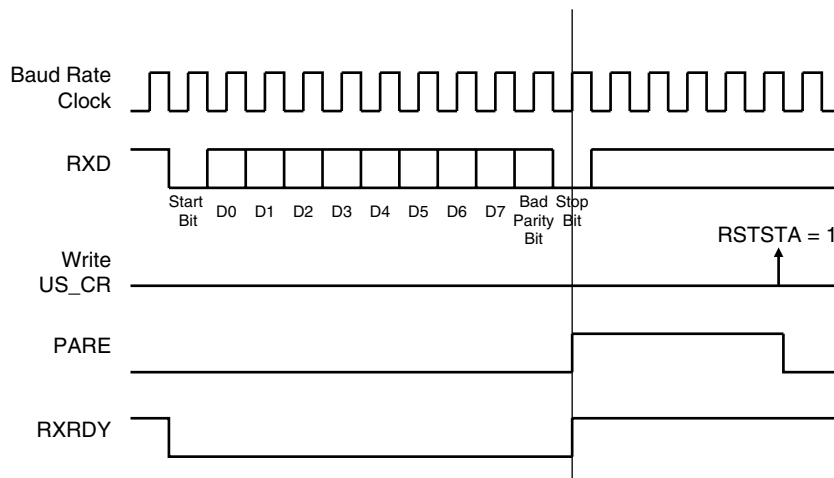 Baud Rate
Clock
RXD
Start
Bit
D0
D1
D2
D3
D4
D5
D6
D7
Bad
Parity
Bit
Stop
Bit
RSTSTA = 1
Write
US_CR
PARE
RXRDY